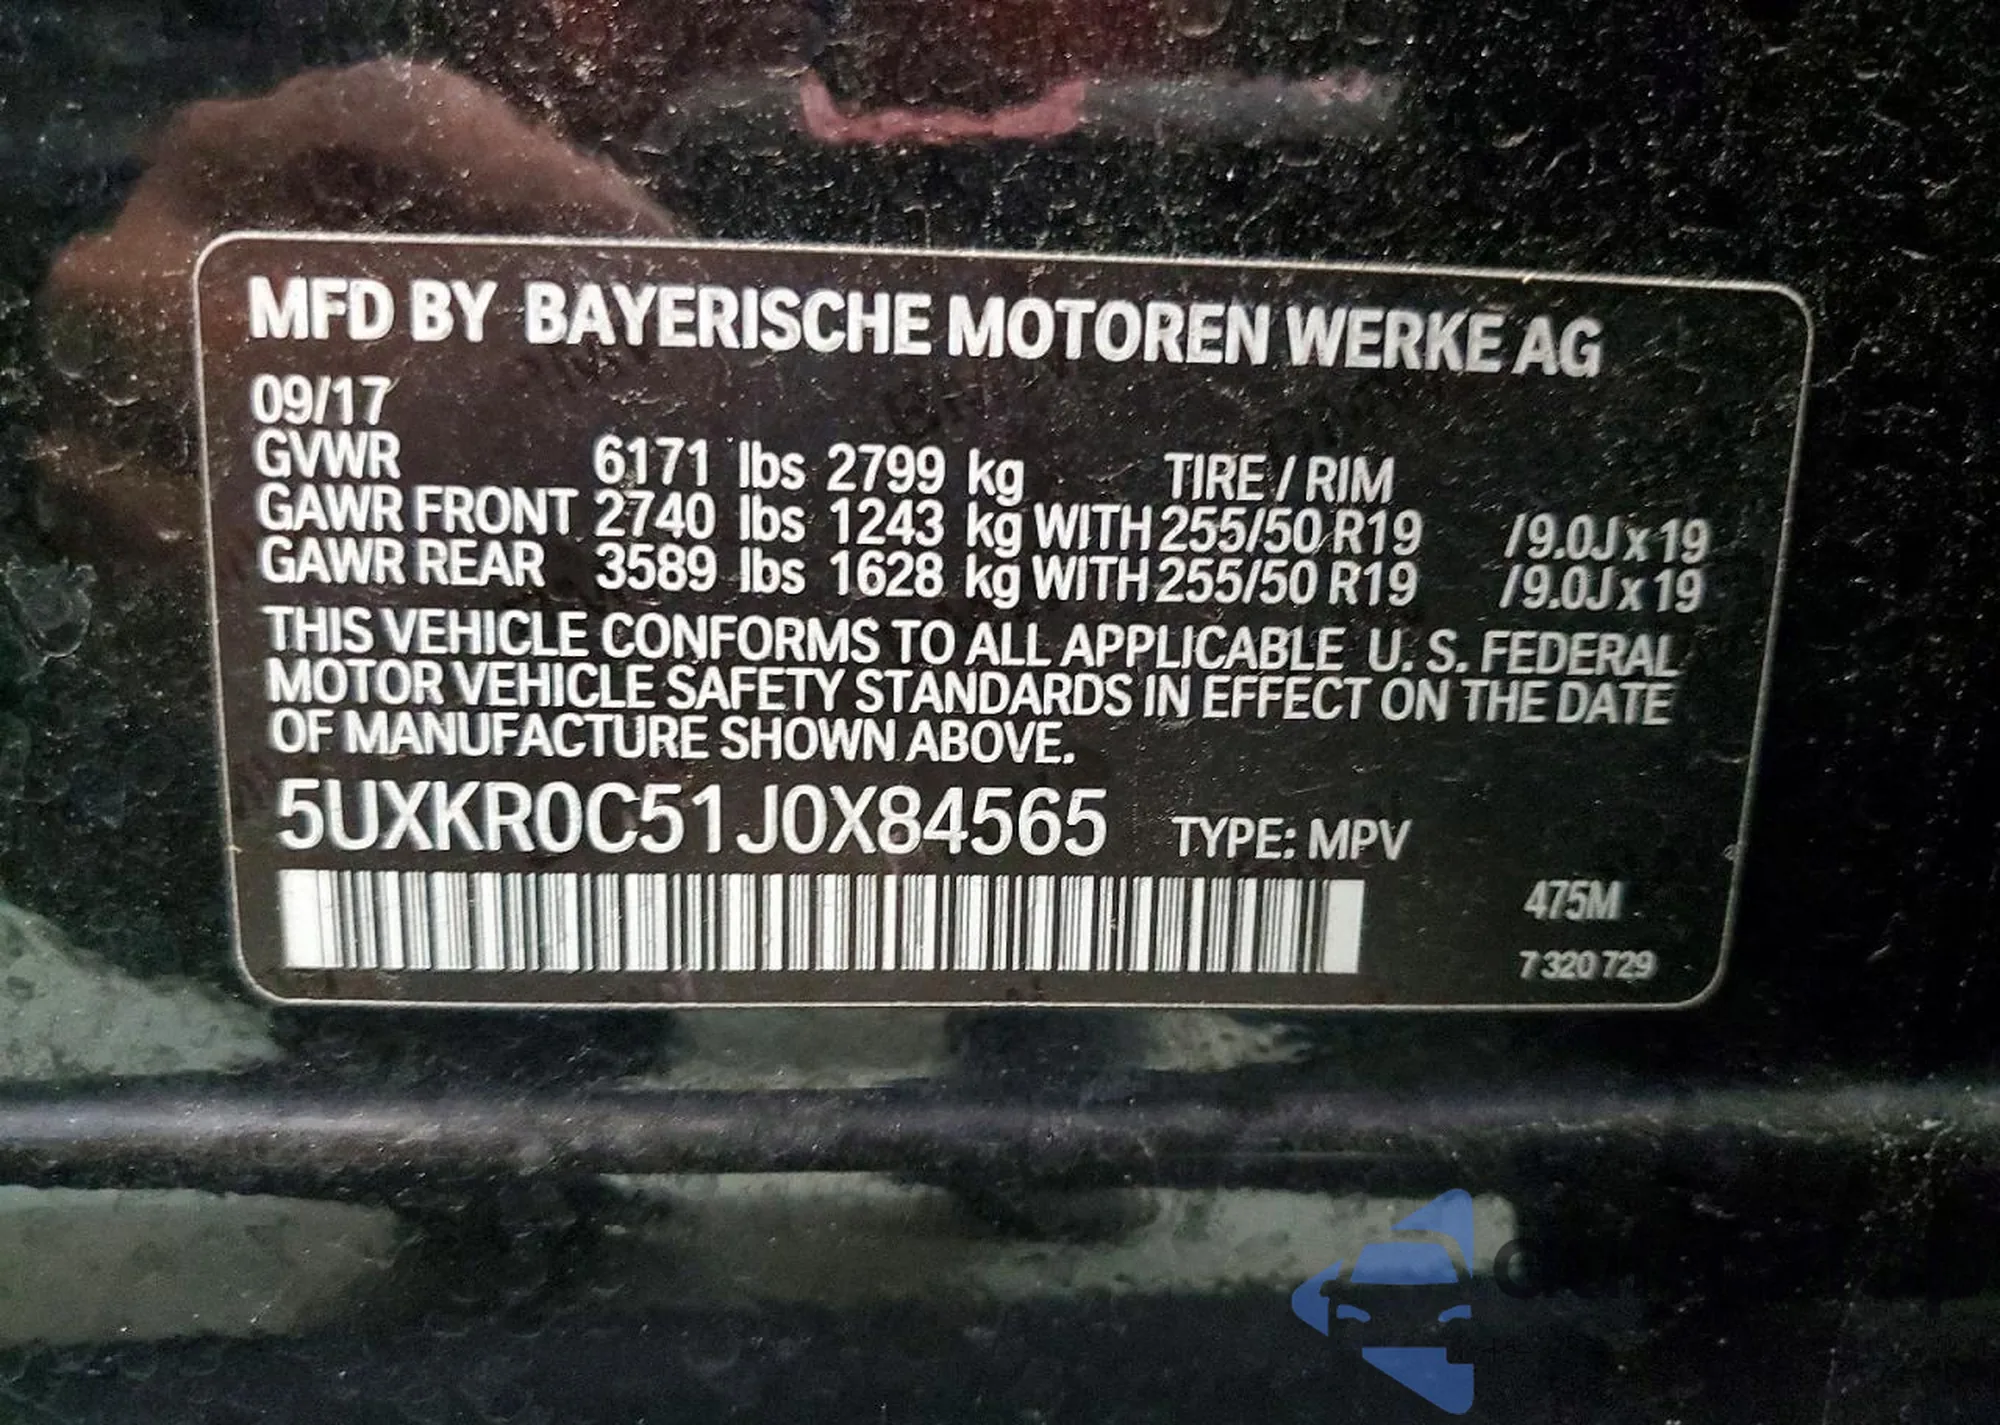 MFD BY BAYERISCHE MOTOREN WERKE AG
09/17
GVWR 6171 lbs 2799 kg TIRE / RIM
GAWR FRONT 2740 lbs 1243 kg WITH 255/50 R19 /9.0J x 19
GAWR REAR 3589 lbs 1628 kg WITH 255/50 R19 /9.0J x 19
THIS VEHICLE CONFORMS TO ALL APPLICABLE U. S. FEDERAL
MOTOR VEHICLE SAFETY STANDARDS IN EFFECT ON THE DATE
OF MANUFACTURE SHOWN ABOVE.
5UXKR0C51J0X84565 TYPE: MPV
475M
7 320 729